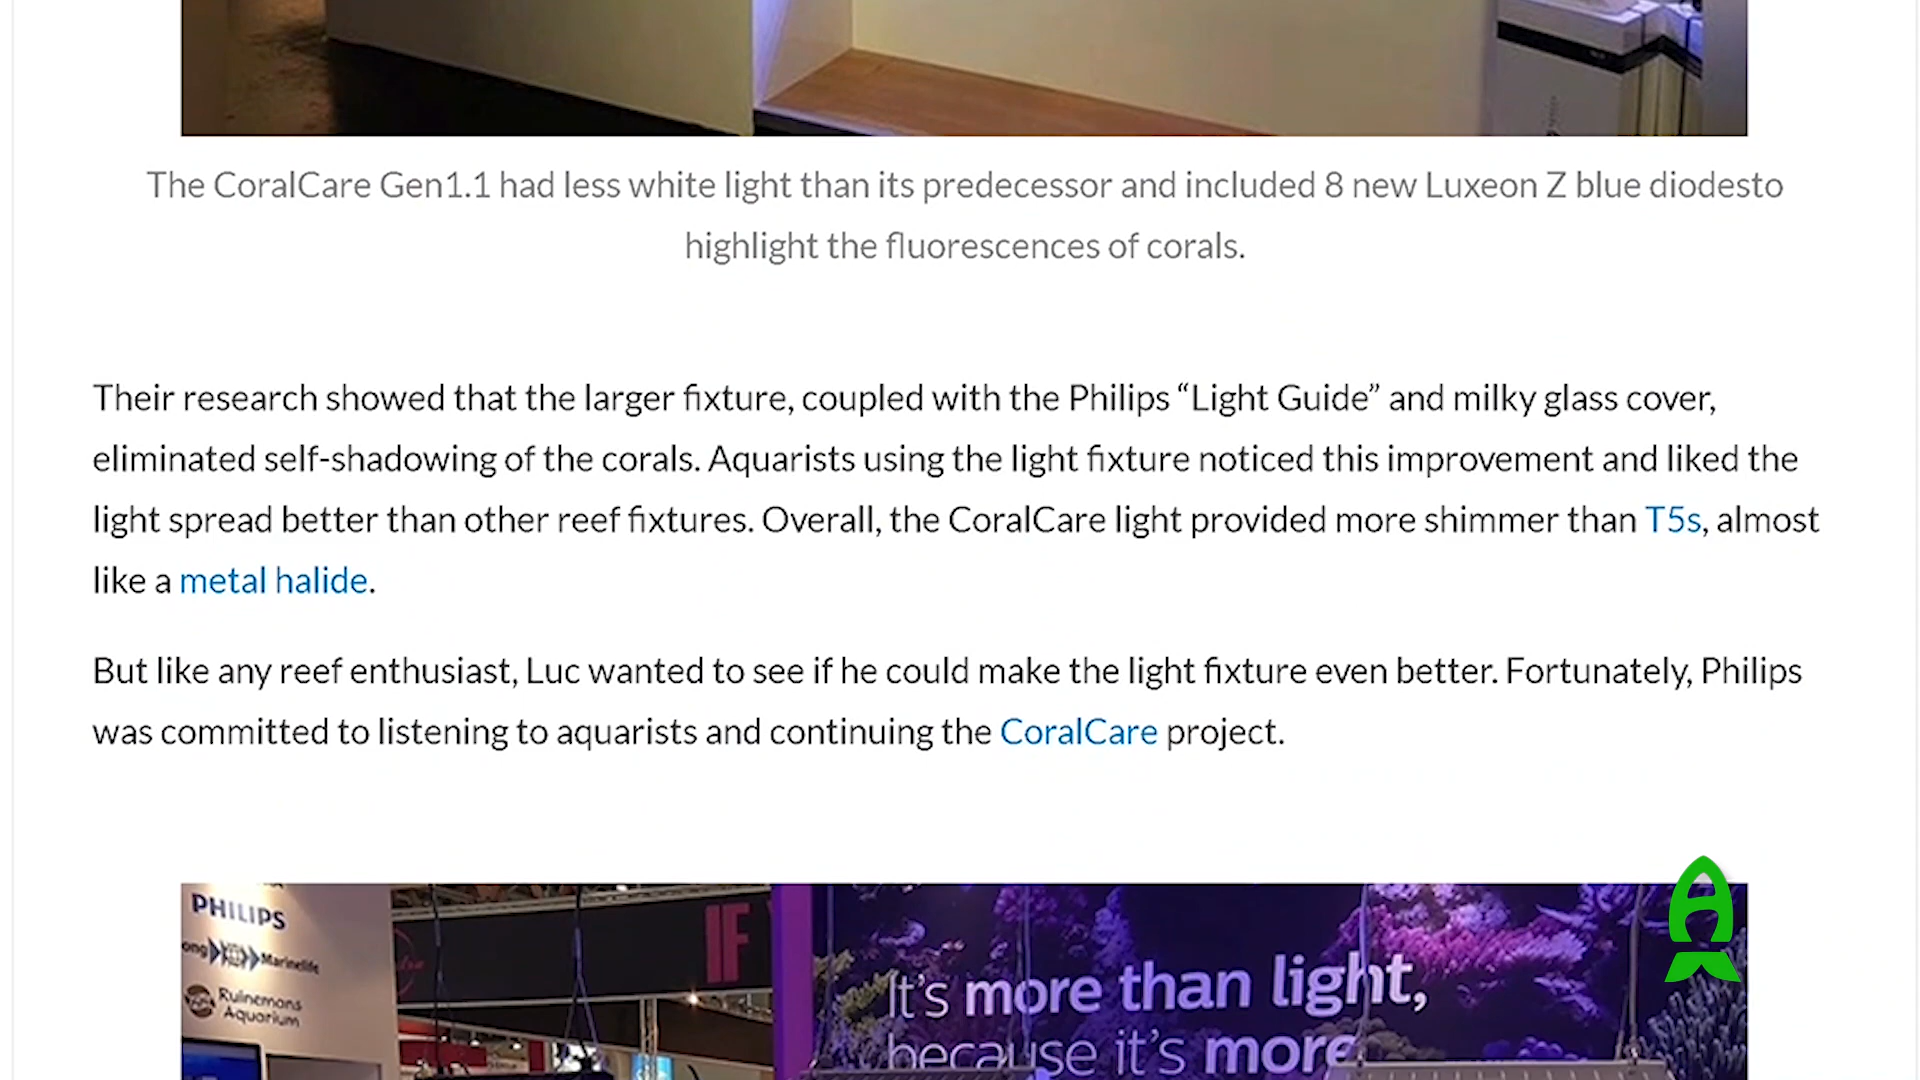 The CoralCare Gen1.1 had less white light than its predecessor and included 8 new Luxeon Z blue diodesto
highlight the fluorescences of corals.
Their research showed that the larger fixture, coupled with the Philips “Light Guide” and milky glass cover,
eliminated self-shadowing of the corals. Aquarists using the light fixture noticed this improvement and liked the
light spread better than other reef fixtures. Overall, the CoralCare light provided more shimmer than T5s, almost
like a metal halide.
But like any reef enthusiast, Luc wanted to see if he could make the light fixture even better. Fortunately, Philips
was committed to listening to aquarists and continuing the CoralCare project.
PHILIPS
Marinelife
Ruinemans
Aquarium
IF
It's more than light,
because it's more